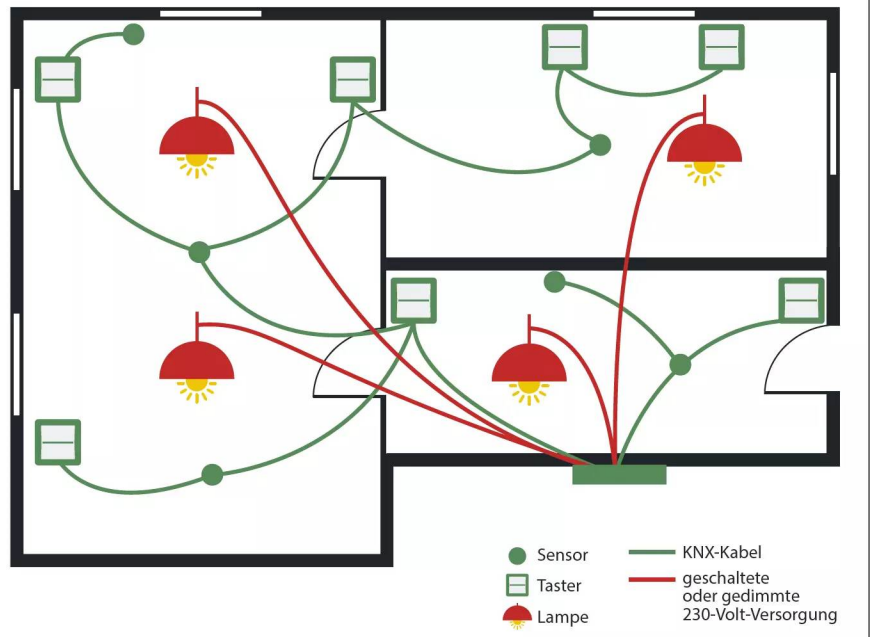 Sensor
Taster
Lampe
KNX-Kabel
geschaltete
oder gedimmte
230-Volt-Versorgung